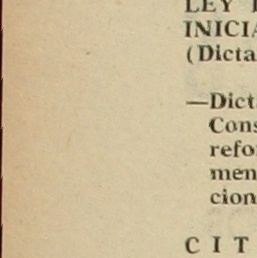 LEY
INICIA
(Dicta
—Dict
Cons
refor
men
cion
C I T